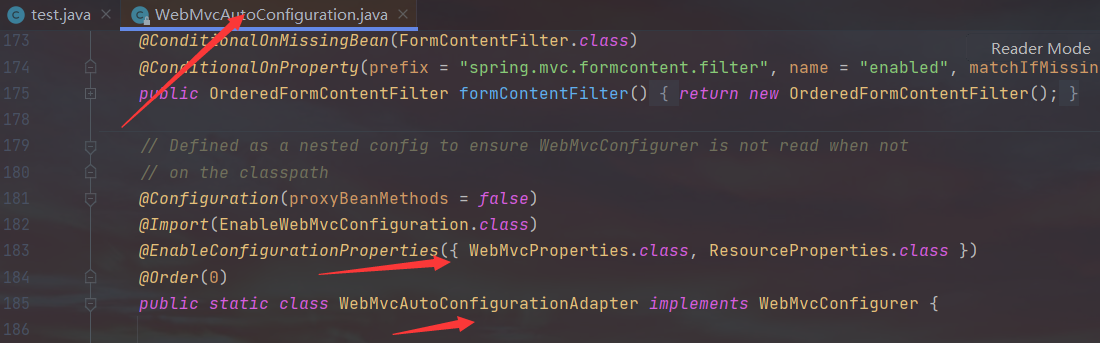 test.java
WebMvcAutoConfiguration.java
173 @ConditionalOnMissingBean(FormContentFilter.class)
Reader Mode
174 @ConditionalOnProperty(prefix = "spring.mvc.formcontent.filter", name = "enabled", matchIfMissin
175 public OrderedFormContentFilter formContentFilter() { return new OrderedFormContentFilter(); }
178
179 // Defined as a nested config to ensure WebMvcConfigurer is not read when not
180 // on the classpath
181 @Configuration(proxyBeanMethods = false)
182 @Import(EnableWebMvcConfiguration.class)
183 @EnableConfigurationProperties({ WebMvcProperties.class, ResourceProperties.class })
184 @Order(0)
185 public static class WebMvcAutoConfigurationAdapter implements WebMvcConfigurer {
186